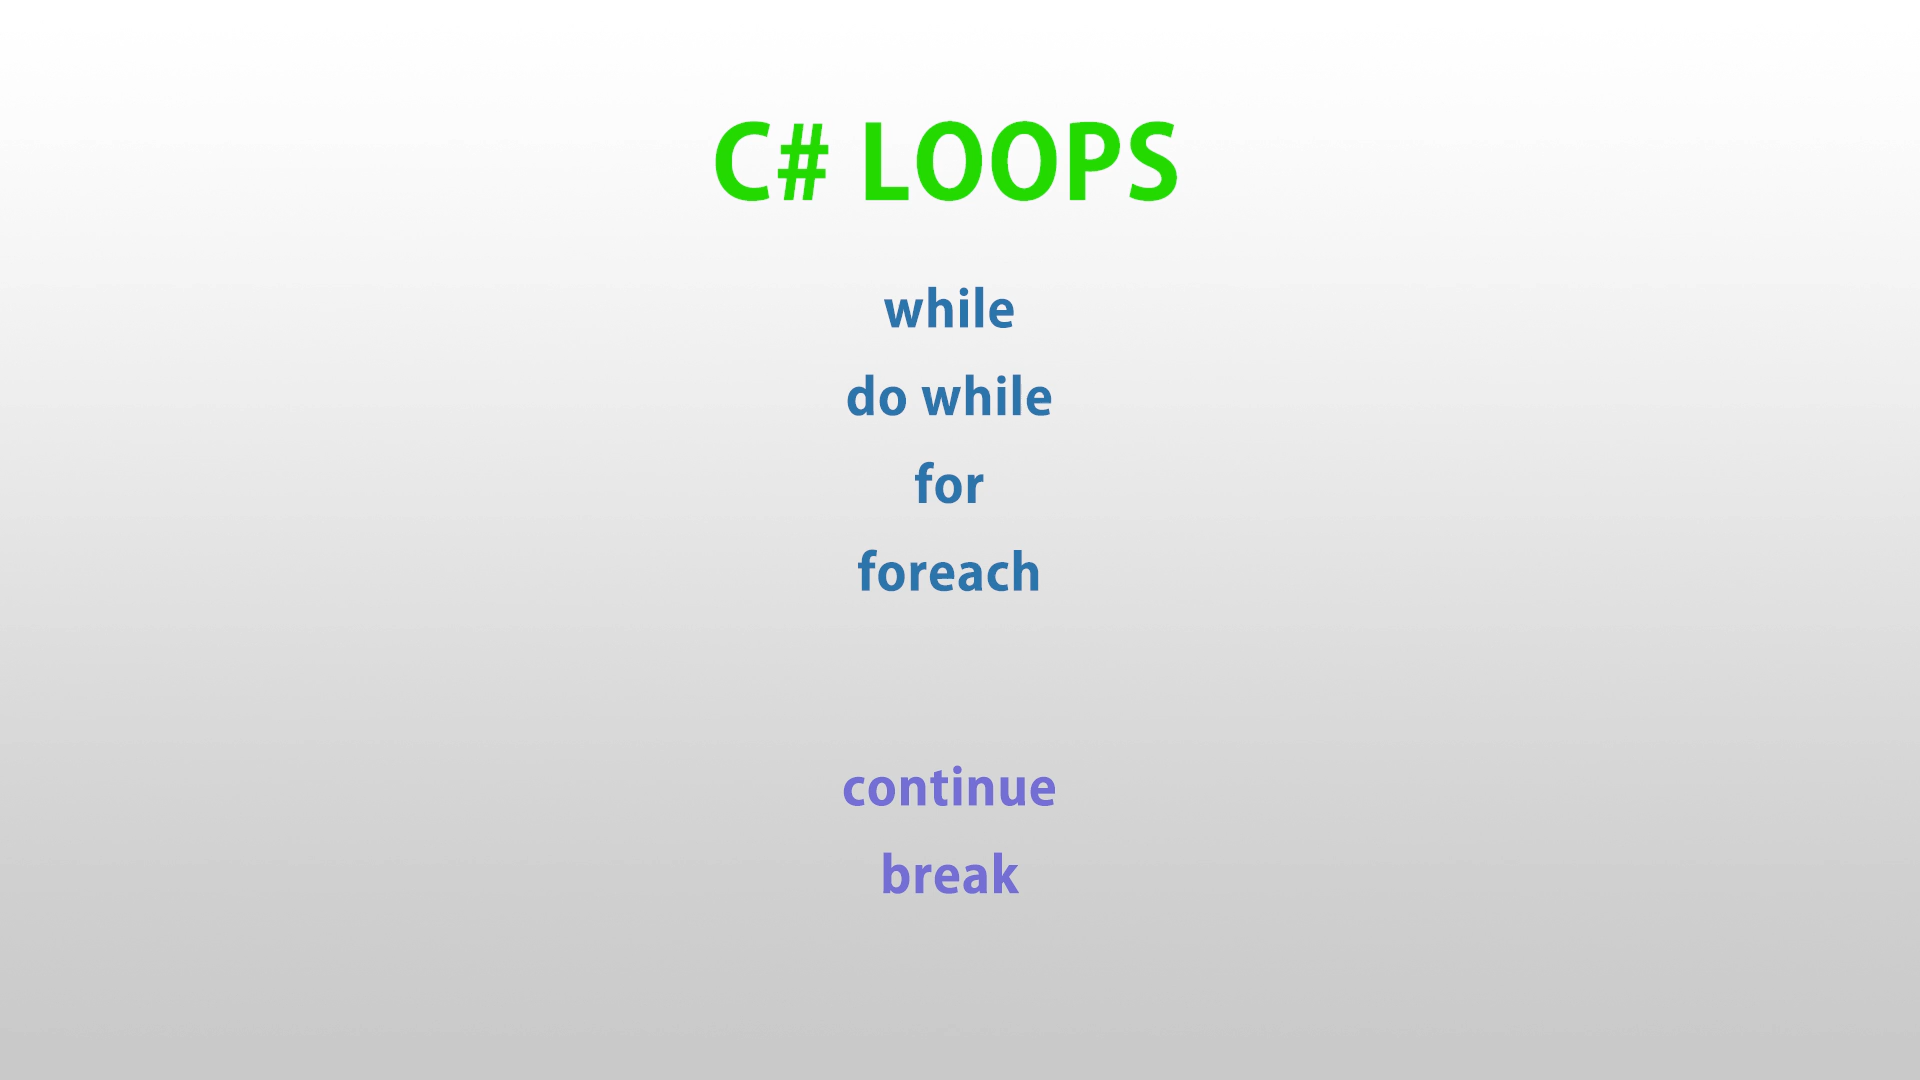 C# LOOPS
while
do while
for
foreach
continue
break